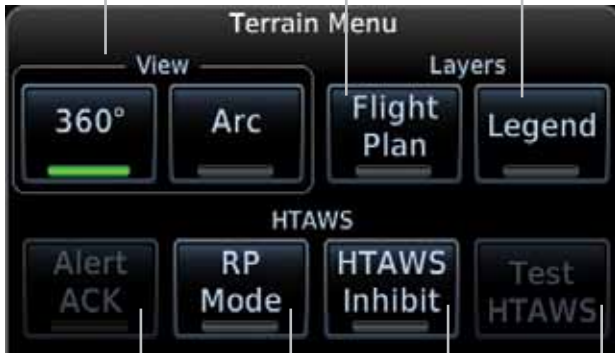 Terrain Menu
View
Layers
360°
Arc
Flight
Plan
Legend
HTAWS
Alert
ACK
RP
Mode
HTAWS
Inhibit
Test
HTAWS